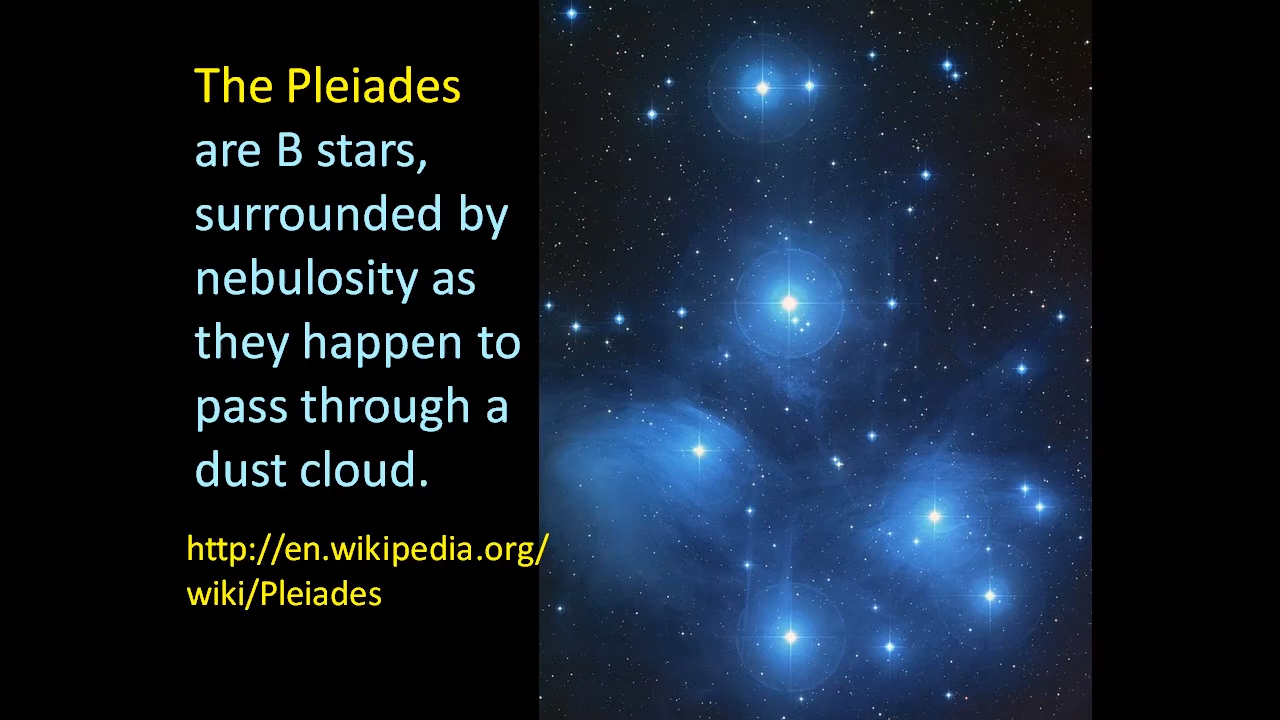 The Pleiades
are B stars,
surrounded by
nebulosity as
they happen to
pass through a
dust cloud.
http://en.wikipedia.org/
wiki/Pleiades